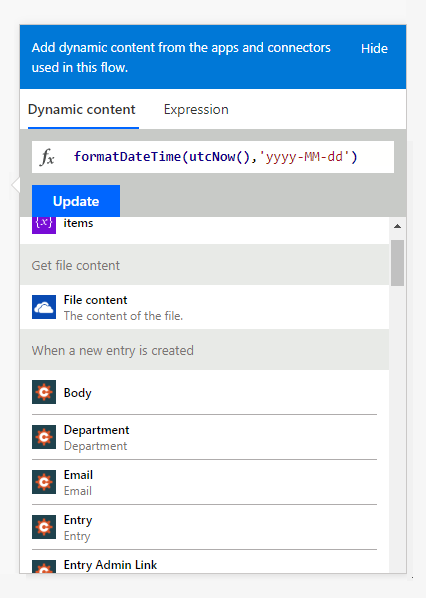 Add dynamic content from the apps and connectors Hide
used in this flow.
Dynamic content Expression
fx formatDateTime(utcNow(),'yyyy-MM-dd')
Update
{x} items
Get file content
File content
The content of the file.
When a new entry is created
Body
Department
Department
Email
Email
Entry
Entry
Entry Admin Link